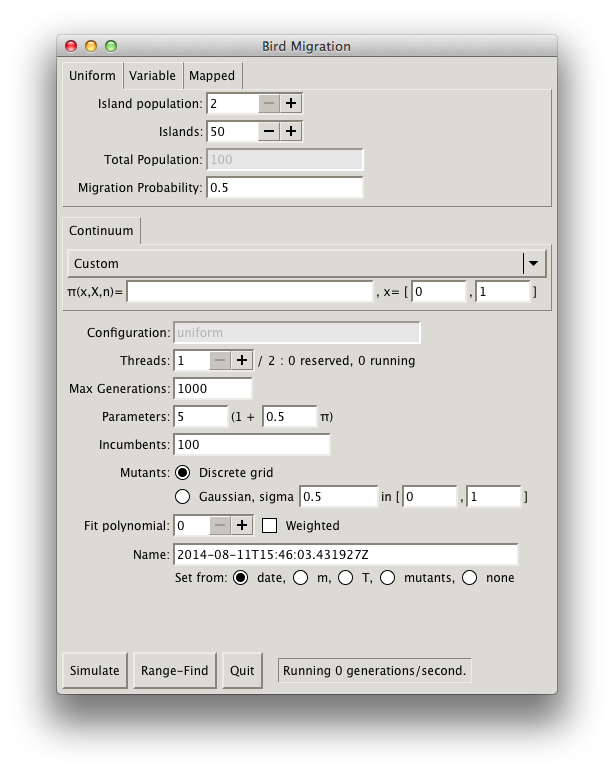 Bird Migration
Uniform Variable Mapped
Island population: 2 − +
Islands: 50 − +
Total Population: 100
Migration Probability: 0.5
Continuum
Custom
π(x,X,n)= , x= [ 0 , 1 ]
Configuration: uniform
Threads: 1 − + / 2 : 0 reserved, 0 running
Max Generations: 1000
Parameters: 5 (1 + 0.5 π)
Incumbents: 100
Mutants: Discrete grid
Gaussian, sigma 0.5 in [ 0 , 1 ]
Fit polynomial: 0 − + Weighted
Name: 2014-08-11T15:46:03.431927Z
Set from: date, m, T, mutants, none
Simulate Range-Find Quit Running 0 generations/second.